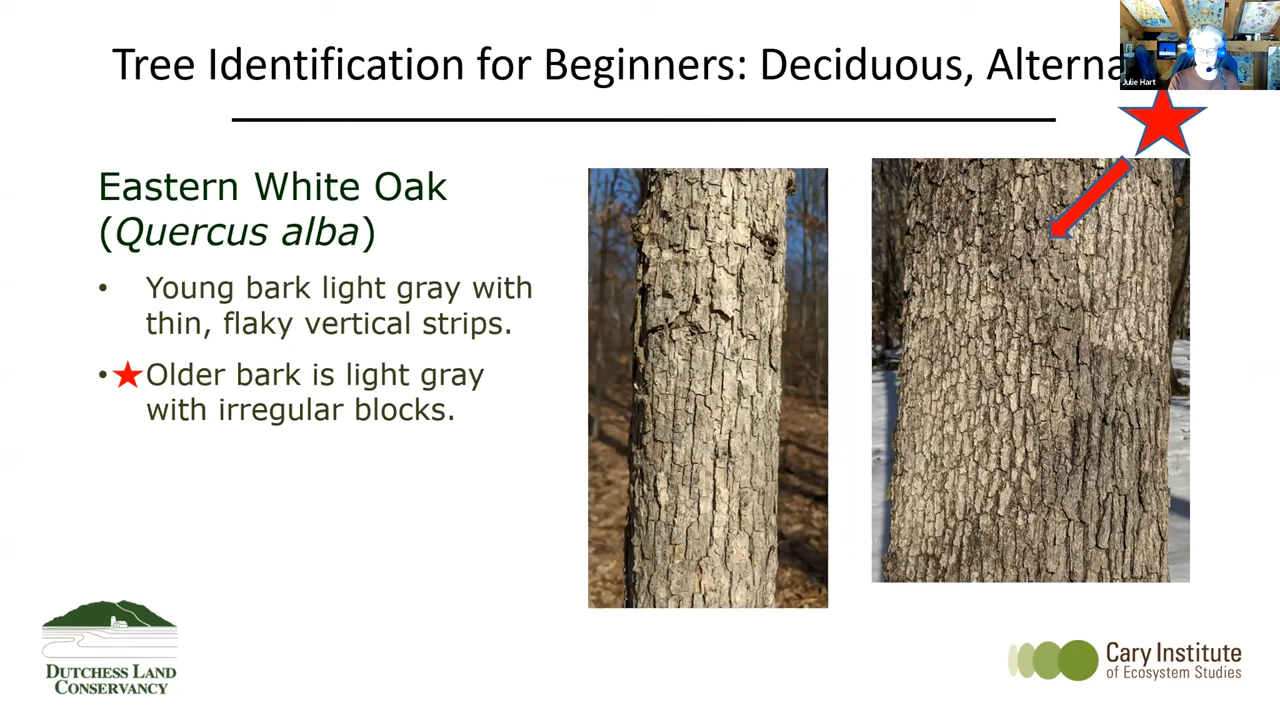 Tree Identification for Beginners: Deciduous, Alterna
Julie Hart
Eastern White Oak
(Quercus alba)
• Young bark light gray with
thin, flaky vertical strips.
• Older bark is light gray
with irregular blocks.
DUTCHESS LAND
CONSERVANCY
Cary Institute
of Ecosystem Studies